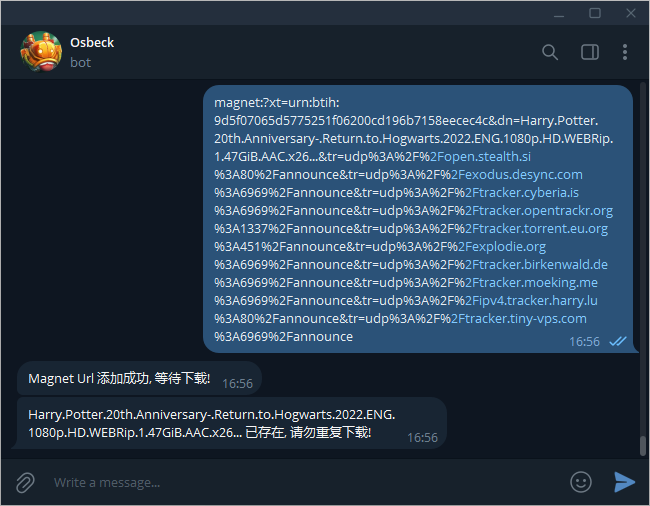 Osbeck
bot
magnet:?xt=urn:btih:
9d5f07065d5775251f06200cd196b7158eecec4c&dn=Harry.Potter.
20th.Anniversary-.Return.to.Hogwarts.2022.ENG.1080p.HD.WEBRip.
1.47GiB.AAC.x26...&tr=udp%3A%2F%2Fopen.stealth.si
%3A80%2Fannounce&tr=udp%3A%2F%2Fexodus.desync.com
%3A6969%2Fannounce&tr=udp%3A%2F%2Ftracker.cyberia.is
%3A6969%2Fannounce&tr=udp%3A%2F%2Ftracker.opentrackr.org
%3A1337%2Fannounce&tr=udp%3A%2F%2Ftracker.torrent.eu.org
%3A451%2Fannounce&tr=udp%3A%2F%2Fexplodie.org
%3A6969%2Fannounce&tr=udp%3A%2F%2Ftracker.birkenwald.de
%3A6969%2Fannounce&tr=udp%3A%2F%2Ftracker.moeking.me
%3A6969%2Fannounce&tr=udp%3A%2F%2Fipv4.tracker.harry.lu
%3A80%2Fannounce&tr=udp%3A%2F%2Ftracker.tiny-vps.com
%3A6969%2Fannounce
16:56
Magnet Url 添加成功, 等待下载! 16:56
Harry.Potter.20th.Anniversary-.Return.to.Hogwarts.2022.ENG.
1080p.HD.WEBRip.1.47GiB.AAC.x26... 已存在, 请勿重复下载! 16:56
Write a message...